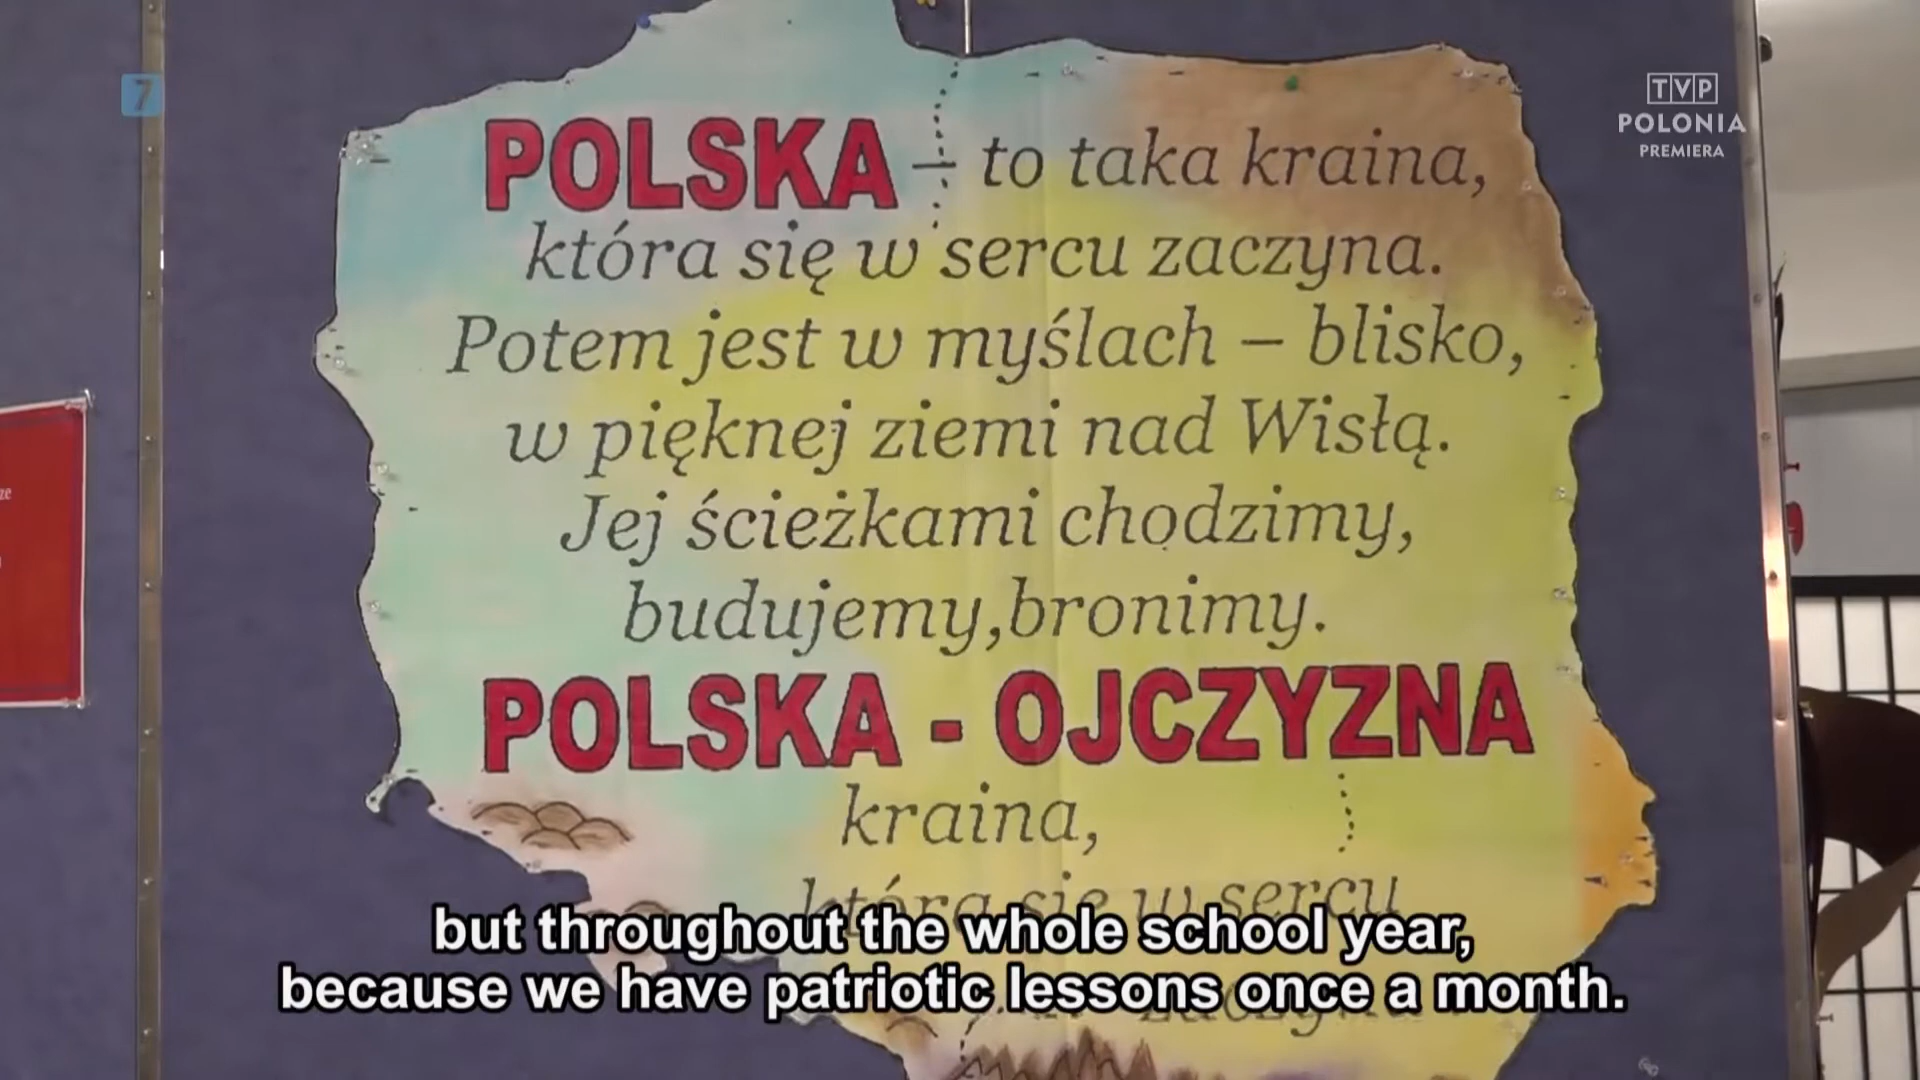 7
TVP
POLONIA
PREMIERA
POLSKA – to taka kraina,
która się w sercu zaczyna.
Potem jest w myślach – blisko,
w pięknej ziemi nad Wisłą.
Jej ścieżkami chodzimy,
budujemy,bronimy.
POLSKA - OJCZYZNA
kraina,
która się w sercu
but throughout the whole school year,
because we have patriotic lessons once a month.